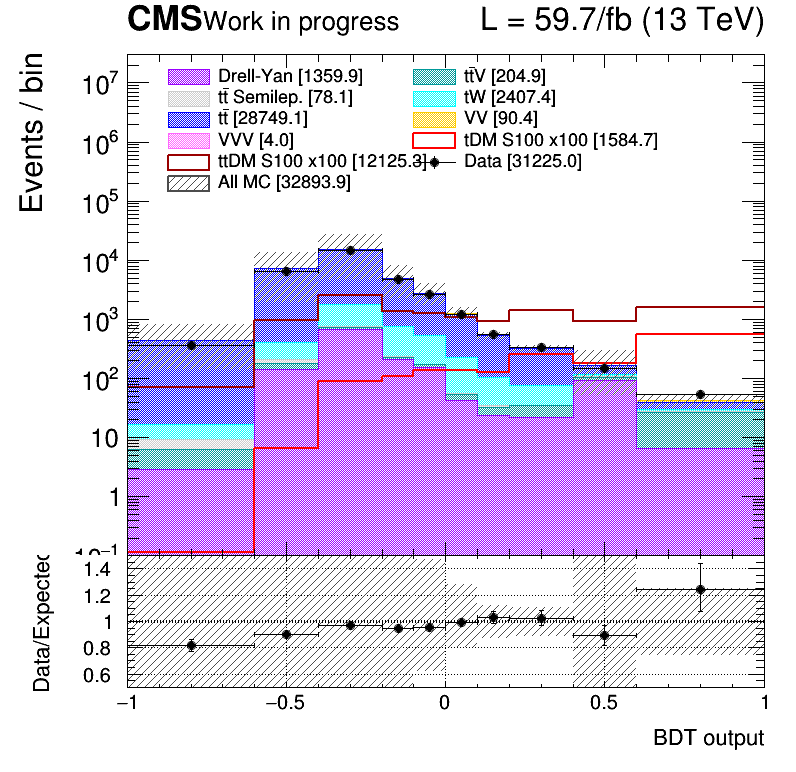 CMS Work in progress L = 59.7/fb (13 TeV)
Events / bin
Drell-Yan [1359.9] tt̄V [204.9]
tt̄ Semilep. [78.1] tW [2407.4]
tt̄ [28749.1] VV [90.4]
VVV [4.0] tDM S100 x100 [1584.7]
ttDM S100 x100 [12125.3] Data [31225.0]
All MC [32893.9]
10⁷
10⁶
10⁵
10⁴
10³
10²
10
1
10⁻¹
Data/Expected
1.4
1.2
1
0.8
0.6
−1 −0.5 0 0.5 1
BDT output